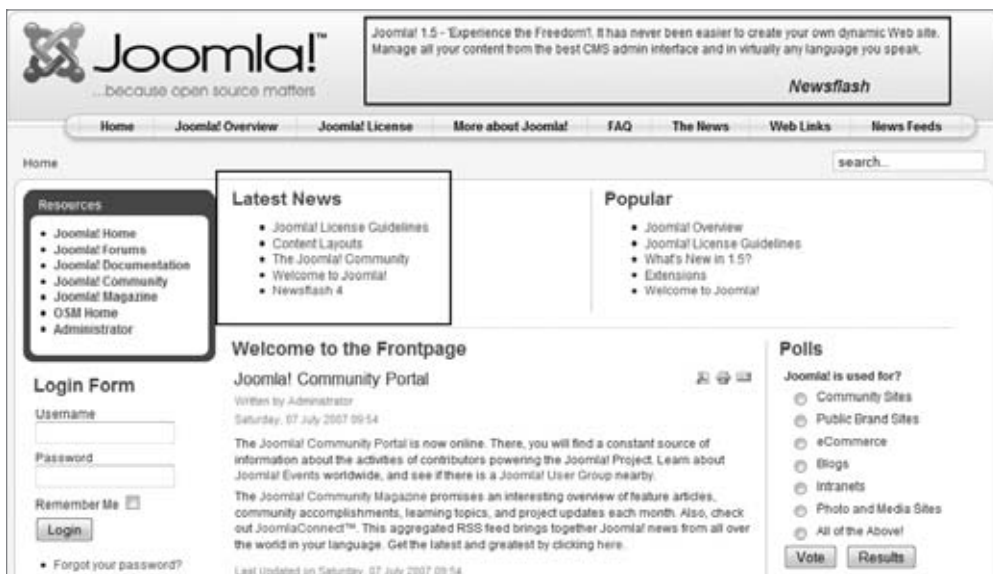 Joomla!™
...because open source matters
Joomla! 1.5 - 'Experience the Freedom!'. It has never been easier to create your own dynamic Web site.
Manage all your content from the best CMS admin interface and in virtually any language you speak.
Newsflash
Home Joomla! Overview Joomla! License More about Joomla! FAQ The News Web Links News Feeds
Home
search...
Resources
Joomla! Home
Joomla! Forums
Joomla! Documentation
Joomla! Community
Joomla! Magazine
OSM Home
Administrator
Login Form
Username
Password
Remember Me
Login
Forgot your password?
Latest News
Joomla! License Guidelines
Content Layouts
The Joomla! Community
Welcome to Joomla!
Newsflash 4
Popular
Joomla! Overview
Joomla! License Guidelines
What's New in 1.5?
Extensions
Welcome to Joomla!
Welcome to the Frontpage
Joomla! Community Portal
Written by Administrator
Saturday, 07 July 2007 09:54
The Joomla! Community Portal is now online. There, you will find a constant source of
information about the activities of contributors powering the Joomla! Project. Learn about
Joomla! Events worldwide, and see if there is a Joomla! User Group nearby.
The Joomla! Community Magazine promises an interesting overview of feature articles,
community accomplishments, learning topics, and project updates each month. Also, check
out JoomlaConnect™. This aggregated RSS feed brings together Joomla! news from all over
the world in your language. Get the latest and greatest by clicking here.
Last Updated on Saturday, 07 July 2007 09:54
Polls
Joomla! is used for?
Community Sites
Public Brand Sites
eCommerce
Blogs
Intranets
Photo and Media Sites
All of the Above!
Vote Results